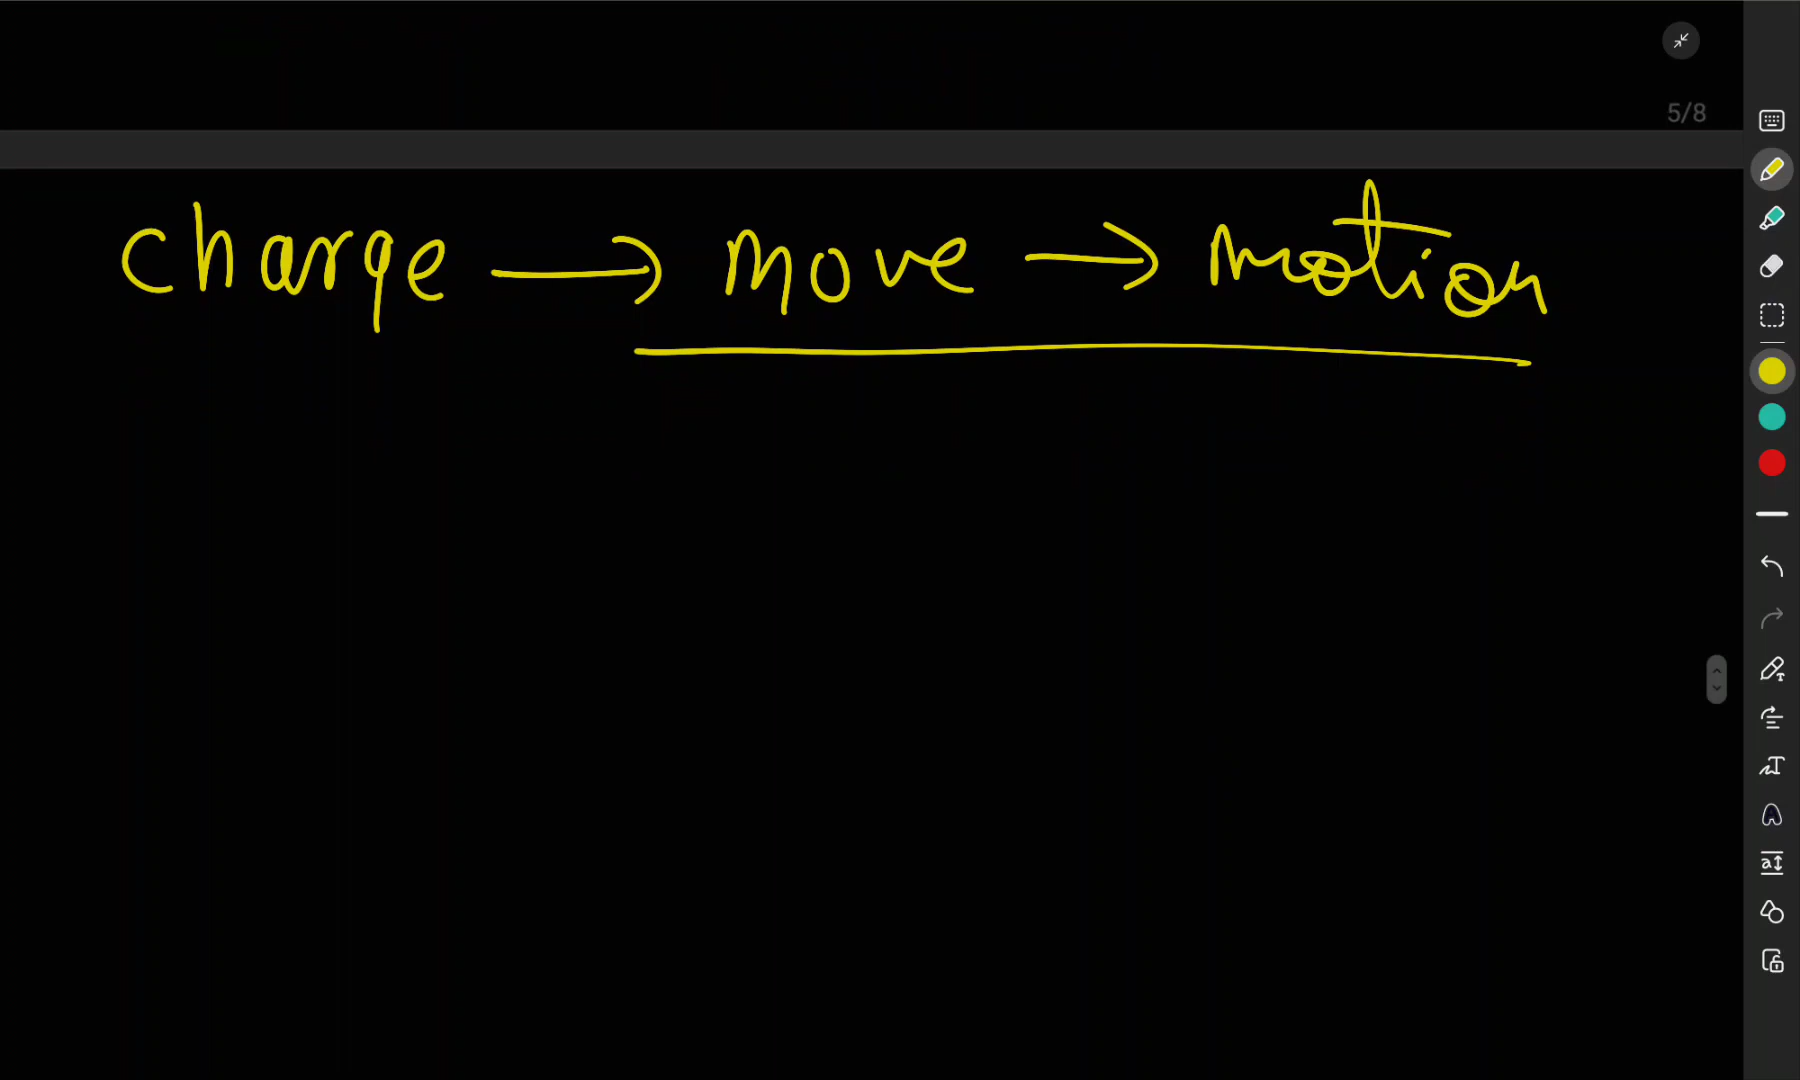 5/8
charge → move → motion